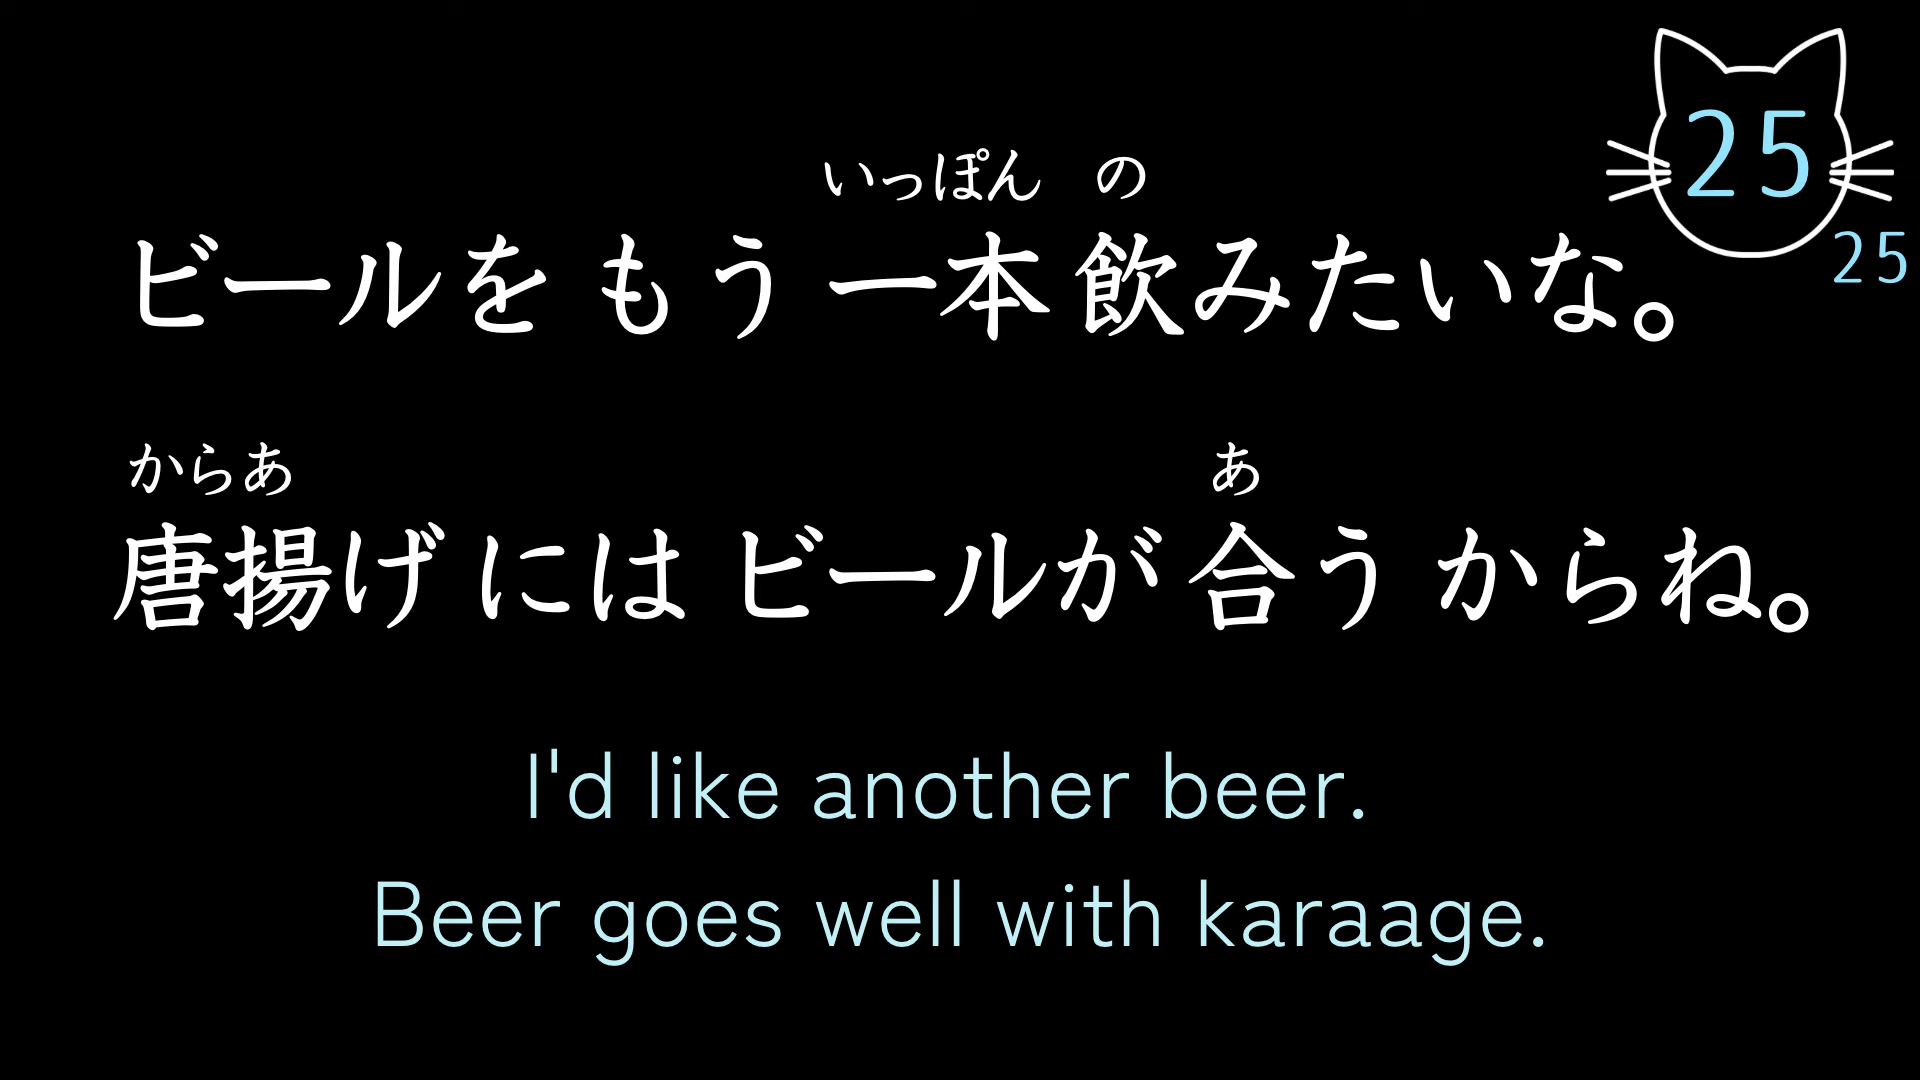 25
25
いっぽん の
ビールを もう 一本 飲みたいな。
からあ あ
唐揚げ には ビールが 合う からね。
I'd like another beer.
Beer goes well with karaage.